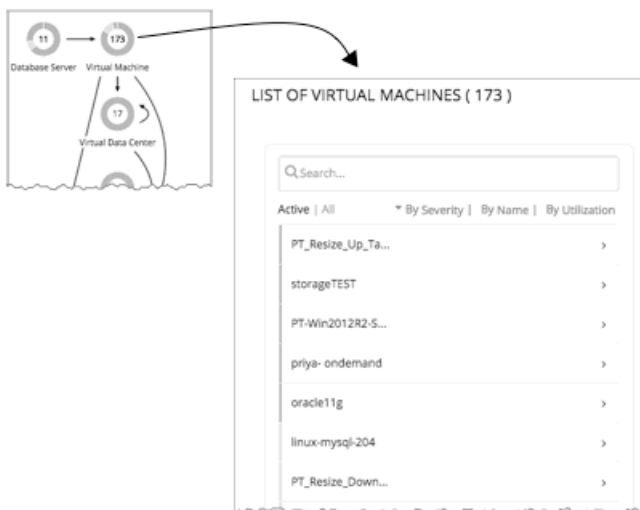 11
173
Database Server
Virtual Machine
17
Virtual Data Center
LIST OF VIRTUAL MACHINES ( 173 )
Search...
Active | All By Severity | By Name | By Utilization
PT_Resize_Up_Ta...
storageTEST
PT-Win2012R2-S...
priya- ondemand
oracle11g
linux-mysql-204
PT_Resize_Down...